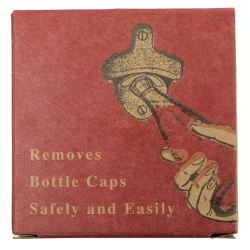 Removes
Bottle Caps
Safely and Easily